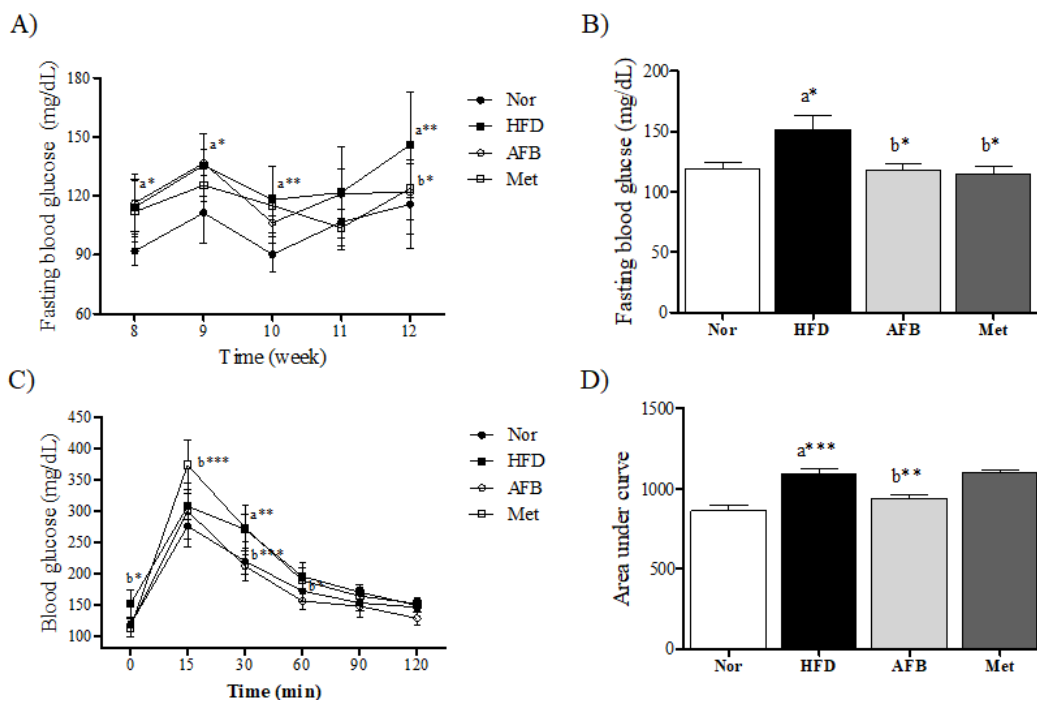 A)
Fasting blood glucose (mg/dL)
180
150
120
90
60
a*
a*
a**
a**
b*
8
9
10
11
12
Time (week)
Nor
HFD
AFB
Met
B)
Fasting blood glucse (mg/dL)
200
150
100
50
0
a*
b*
b*
Nor
HFD
AFB
Met
C)
Blood glucose (mg/dL)
450
400
350
300
250
200
150
100
b*
b***
a**
b***
b*
0
15
30
60
90
120
Time (min)
Nor
HFD
AFB
Met
D)
Area under curve
1500
1000
500
0
a***
b**
Nor
HFD
AFB
Met